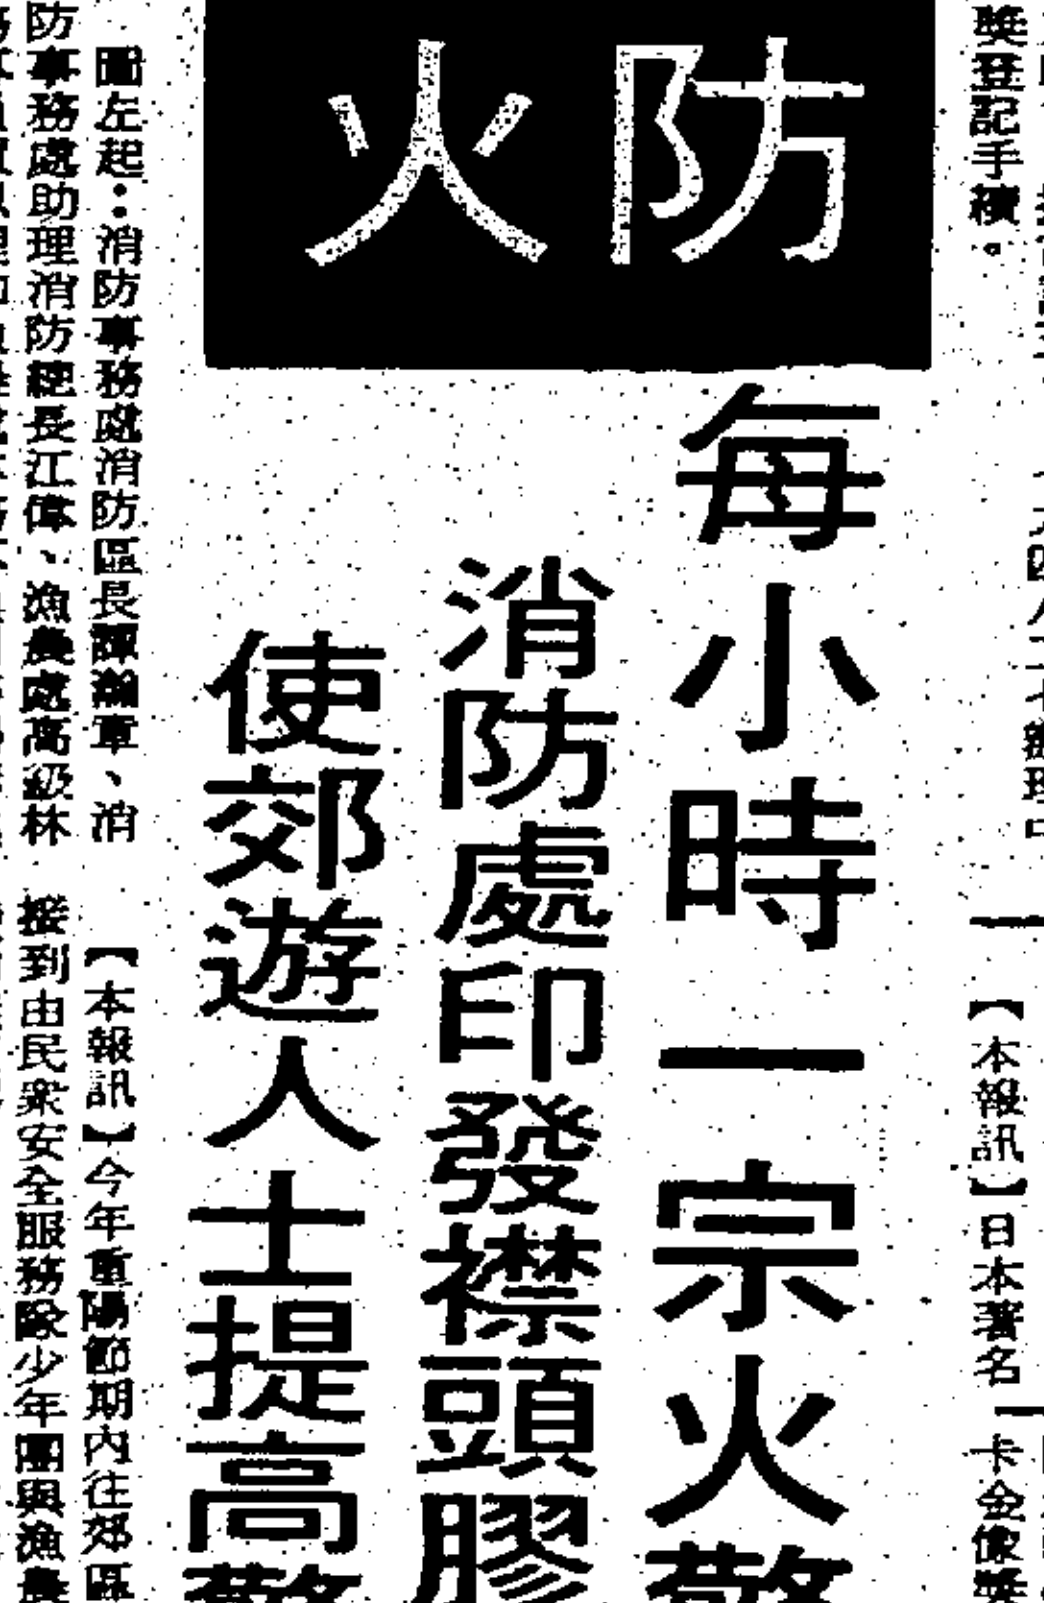 獎登記手續。
【本報訊】日本著名
卡金像獎
防火
每小時一宗火警
消防處印發襟頭膠
使郊遊人士提高警
圖左起：消防事務處消防區長譚瀚章、消
防事務處助理消防總長江偉、漁農處高級林
【本報訊】今年重陽節期內往郊區
接到由民衆安全服務隊少年團與漁農